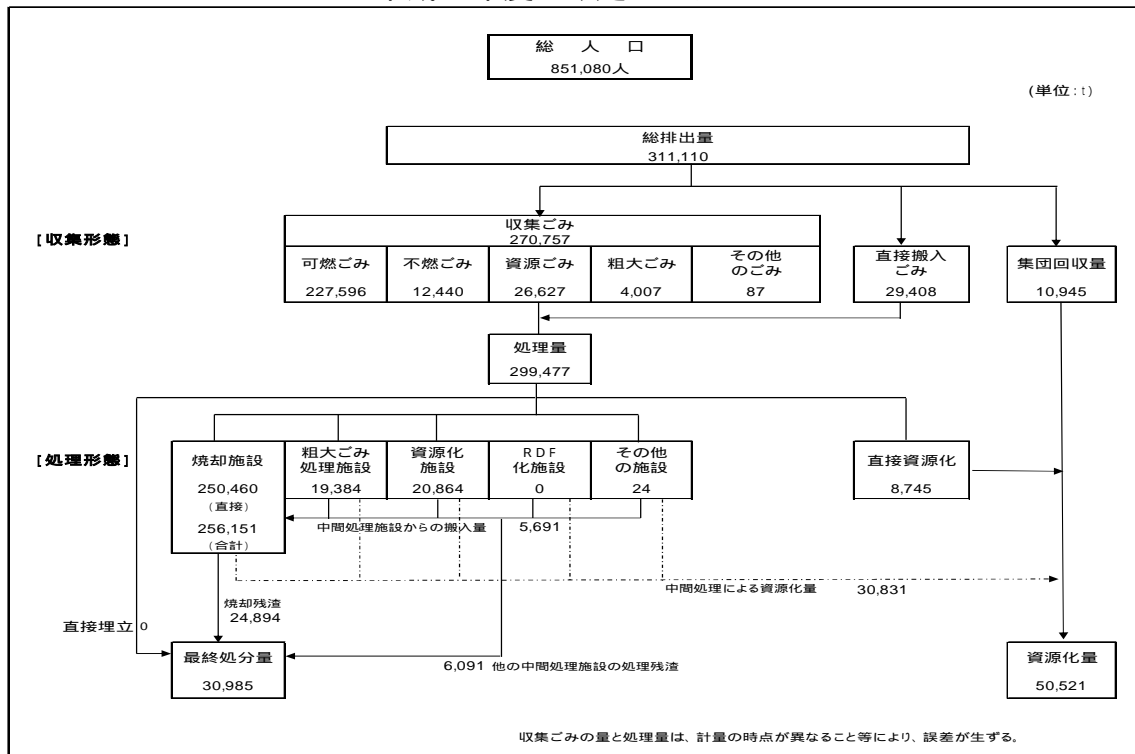 総 人 口
851,080人
(単位:t)
総排出量
311,110
[収集形態]
収集ごみ
270,757
可燃ごみ 不燃ごみ 資源ごみ 粗大ごみ その他
のごみ
227,596 12,440 26,627 4,007 87
直接搬入
ごみ
29,408
集団回収量
10,945
処理量
299,477
[処理形態]
焼却施設
250,460
(直接)
256,151
(合計)
粗大ごみ
処理施設
19,384
資源化
施設
20,864
RDF
化施設
0
その他
の施設
24
直接資源化
8,745
中間処理施設からの搬入量 5,691
中間処理による資源化量 30,831
焼却残渣
24,894
直接埋立 0
最終処分量
30,985
6,091 他の中間処理施設の処理残渣
資源化量
50,521
収集ごみの量と処理量は、計量の時点が異なること等により、誤差が生ずる。